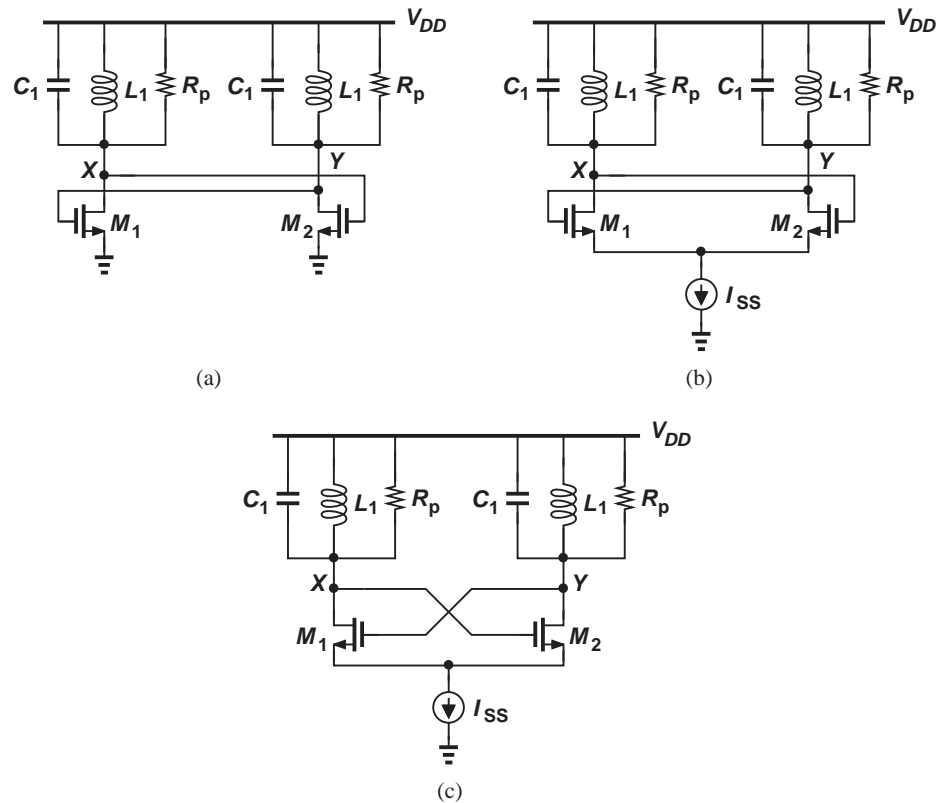 V_DD
V_DD
C_1 L_1 R_p C_1 L_1 R_p
C_1 L_1 R_p C_1 L_1 R_p
X Y
X Y
M_1 M_2
M_1 M_2
I_SS
(a) (b)
V_DD
C_1 L_1 R_p C_1 L_1 R_p
X Y
M_1 M_2
I_SS
(c)